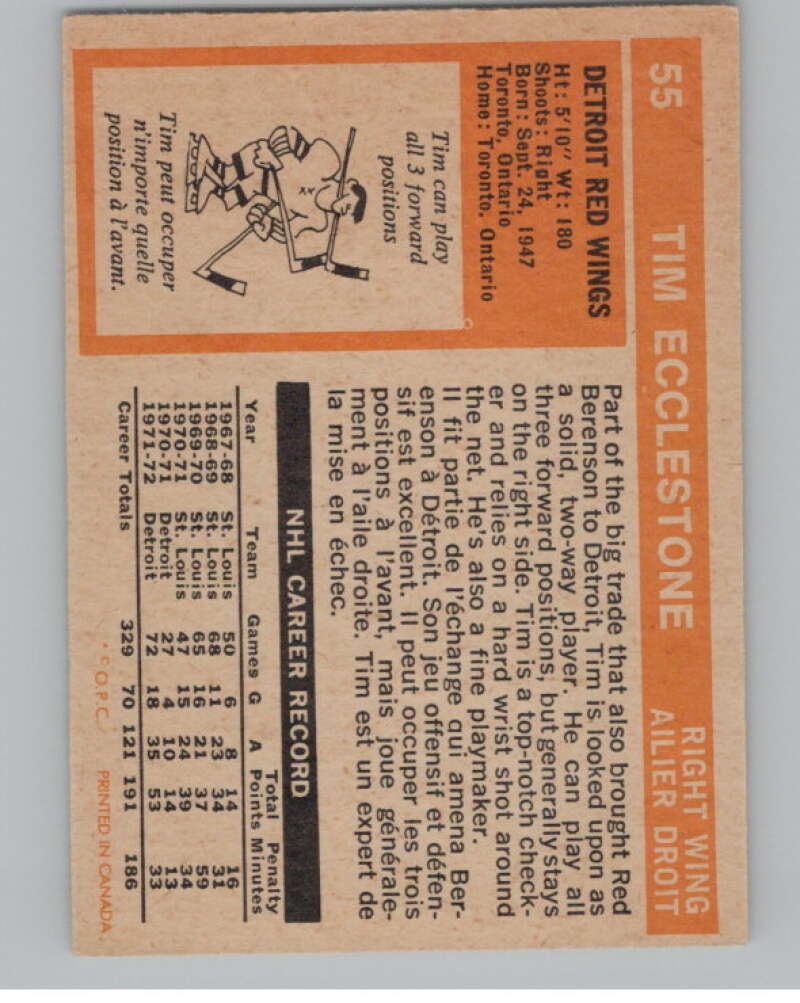 55 TIM ECCLESTONE RIGHT WING
AILIER DROIT
DETROIT RED WINGS
Ht: 5'10" Wt: 180
Shoots: Right
Born: Sept. 24, 1947
Toronto, Ontario
Home: Toronto, Ontario
Tim can play
all 3 forward
positions
Tim peut occuper
n'importe quelle
position à l'avant.
Part of the big trade that also brought Red
Berenson to Detroit, Tim is looked upon as
a solid, two-way player. He can play all
three forward positions, but generally stays
on the right side. Tim is a top-notch check-
er and relies on a hard wrist shot around
the net. He's also a fine playmaker.
Il fit partie de l'échange qui amena Ber-
enson à Détroit. Son jeu offensif et défen-
sif est excellent. Il peut occuper les trois
positions à l'avant, mais joue générale-
ment à l'aile droite. Tim est un expert de
la mise en échec.
NHL CAREER RECORD
Total Penalty
Year Team Games G A Points Minutes
1967-68 St. Louis 50 6 8 14 16
1968-69 St. Louis 68 11 23 34 31
1969-70 St. Louis 65 16 21 37 59
1970-71 St. Louis 47 15 24 39 34
1970-71 Detroit 27 4 10 14 13
1971-72 Detroit 72 18 35 53 33
Career Totals 329 70 121 191 186
* © O.P.C. PRINTED IN CANADA